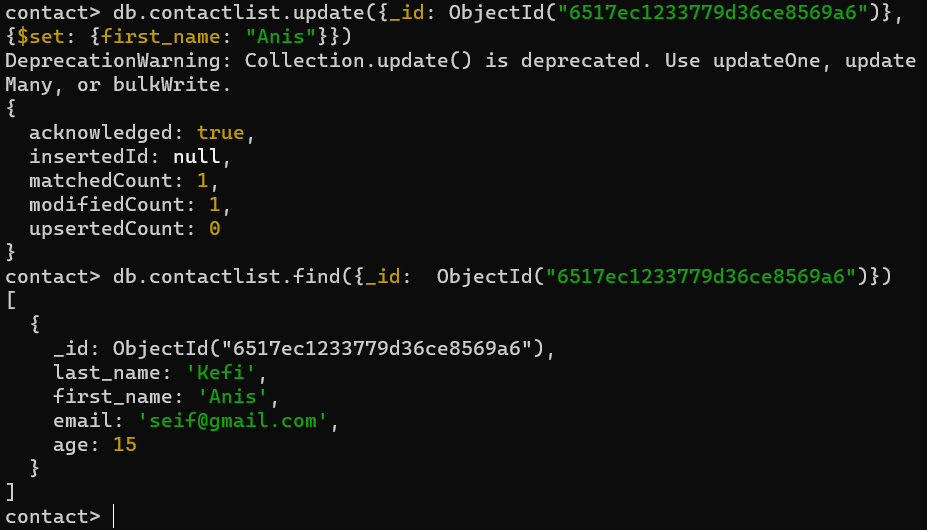 contact> db.contactlist.update({_id: ObjectId("6517ec1233779d36ce8569a6")},
{$set: {first_name: "Anis"}})
DeprecationWarning: Collection.update() is deprecated. Use updateOne, update
Many, or bulkWrite.
{
  acknowledged: true,
  insertedId: null,
  matchedCount: 1,
  modifiedCount: 1,
  upsertedCount: 0
}
contact> db.contactlist.find({_id:  ObjectId("6517ec1233779d36ce8569a6")})
[
  {
    _id: ObjectId("6517ec1233779d36ce8569a6"),
    last_name: 'Kefi',
    first_name: 'Anis',
    email: 'seif@gmail.com',
    age: 15
  }
]
contact>